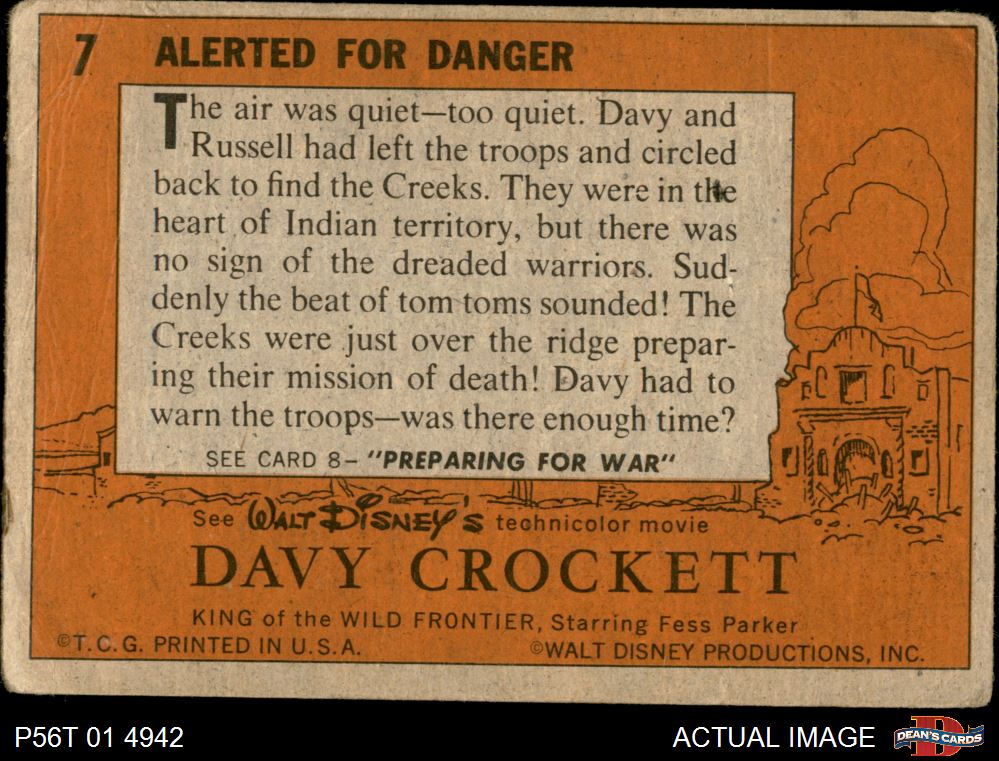 7 ALERTED FOR DANGER
The air was quiet—too quiet. Davy and
Russell had left the troops and circled
back to find the Creeks. They were in the
heart of Indian territory, but there was
no sign of the dreaded warriors. Sud-
denly the beat of tom toms sounded! The
Creeks were just over the ridge prepar-
ing their mission of death! Davy had to
warn the troops—was there enough time?
SEE CARD 8– "PREPARING FOR WAR"
See WALT DISNEY'S technicolor movie
DAVY CROCKETT
KING of the WILD FRONTIER, Starring Fess Parker
©T.C.G. PRINTED IN U.S.A. ©WALT DISNEY PRODUCTIONS, INC.
P56T 01 4942 ACTUAL IMAGE DEAN'S CARDS